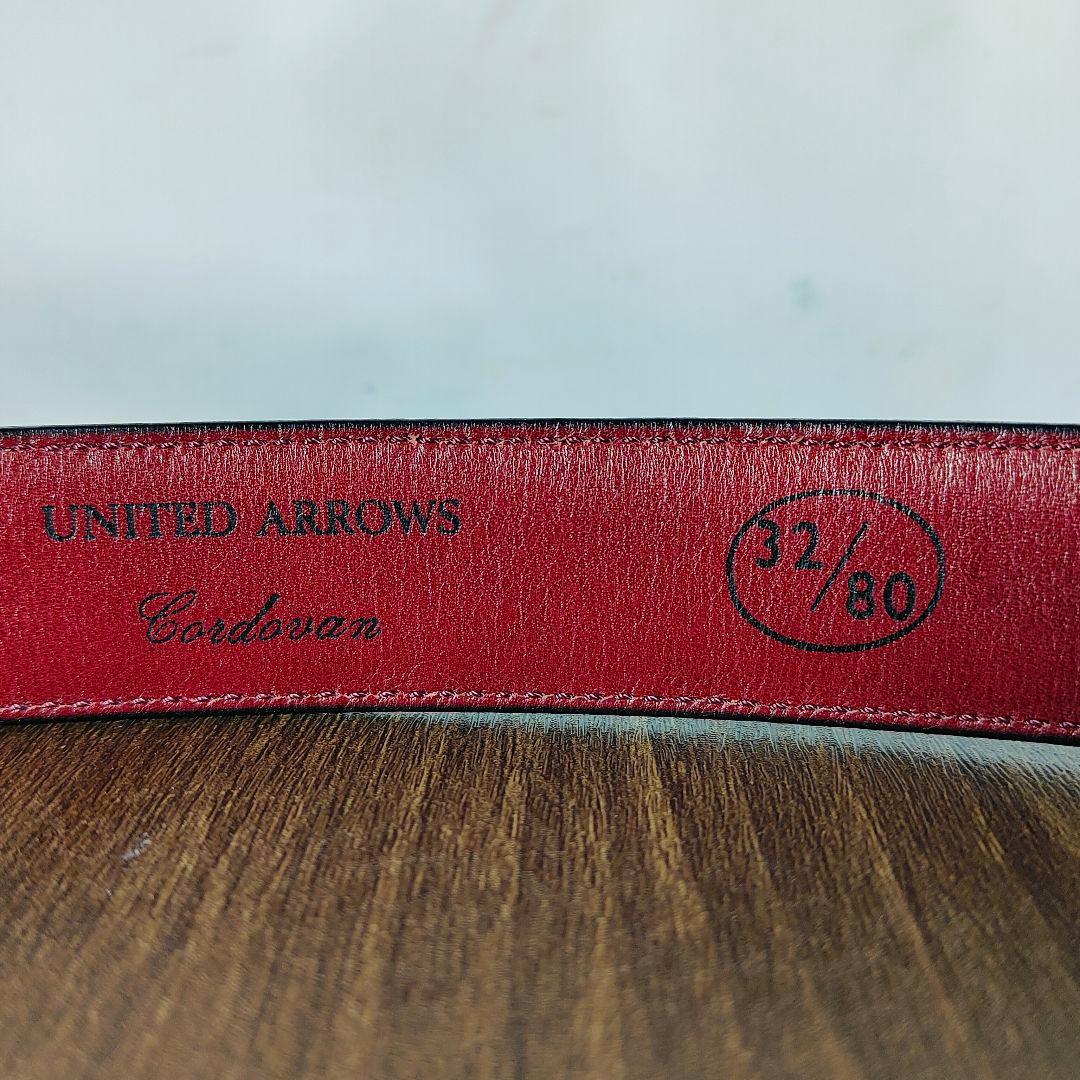 UNITED ARROWS
Cordovan
32/80